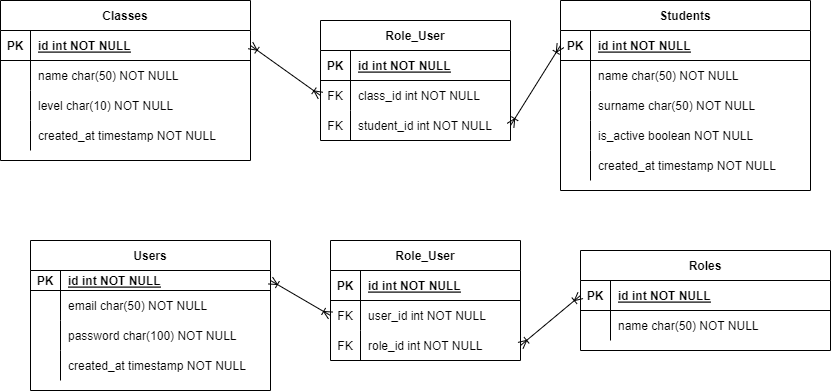 Classes
PK id int NOT NULL
name char(50) NOT NULL
level char(10) NOT NULL
created_at timestamp NOT NULL
Role_User
PK id int NOT NULL
FK class_id int NOT NULL
FK student_id int NOT NULL
Students
PK id int NOT NULL
name char(50) NOT NULL
surname char(50) NOT NULL
is_active boolean NOT NULL
created_at timestamp NOT NULL
Users
PK id int NOT NULL
email char(50) NOT NULL
password char(100) NOT NULL
created_at timestamp NOT NULL
Role_User
PK id int NOT NULL
FK user_id int NOT NULL
FK role_id int NOT NULL
Roles
PK id int NOT NULL
name char(50) NOT NULL